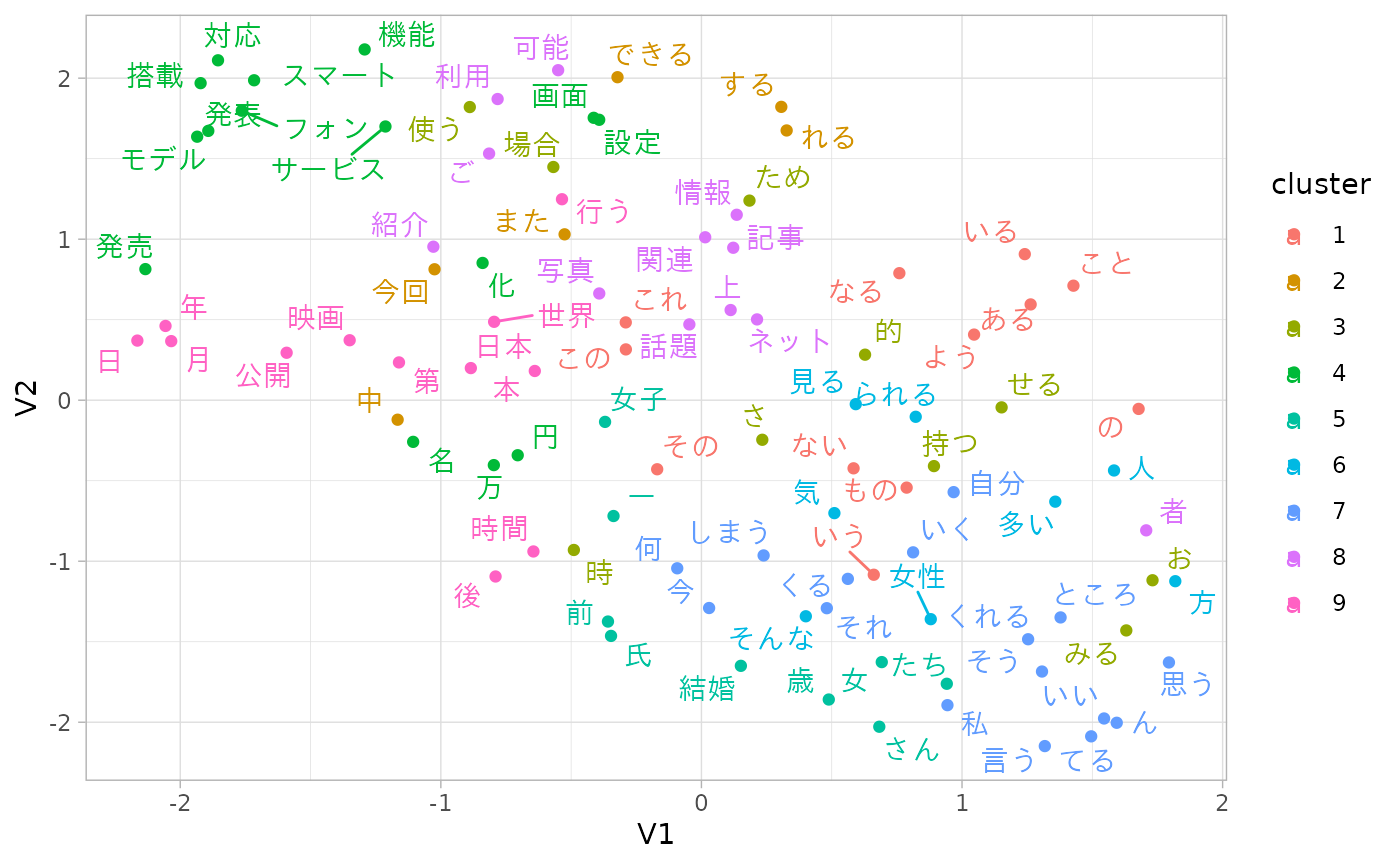 対応
機能
可能
できる
搭載
スマート
利用
画面
する
発表
フォン
使う
場合
設定
れる
モデル
サービス
ご
情報
ため
紹介
また
行う
記事
いる
発売
関連
こと
今回
化
写真
上
なる
年
映画
世界
これ
ある
日
月
公開
第
日本
この
話題
ネット
的
よう
中
本
女子
見る
られる
せる
名
円
さ
その
ない
持つ
の
万
一
気
もの
自分
人
時間
しまう
いう
いく
多い
者
後
時
何
今
くる
女性
お
前
そんな
それ
くれる
ところ
方
氏
結婚
歳
女
たち
そう
みる
さん
私
いい
思う
言う
てる
ん
2
1
0
-1
-2
-2
-1
0
1
2
V1
V2
cluster
1
2
3
4
5
6
7
8
9